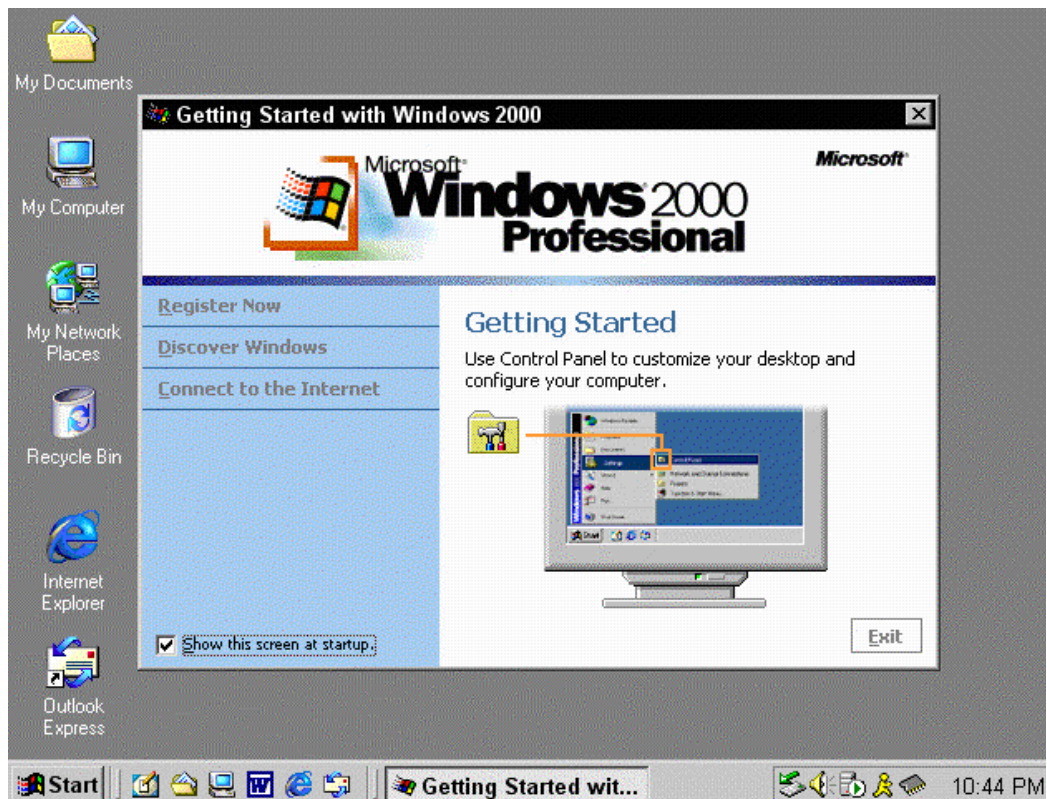 My Documents
My Computer
My Network
Places
Recycle Bin
Internet
Explorer
Outlook
Express
Getting Started with Windows 2000
Microsoft
Microsoft
Windows 2000
Professional
Register Now
Discover Windows
Connect to the Internet
Show this screen at startup.
Getting Started
Use Control Panel to customize your desktop and
configure your computer.
Start
Exit
Start
Getting Started wit...
10:44 PM